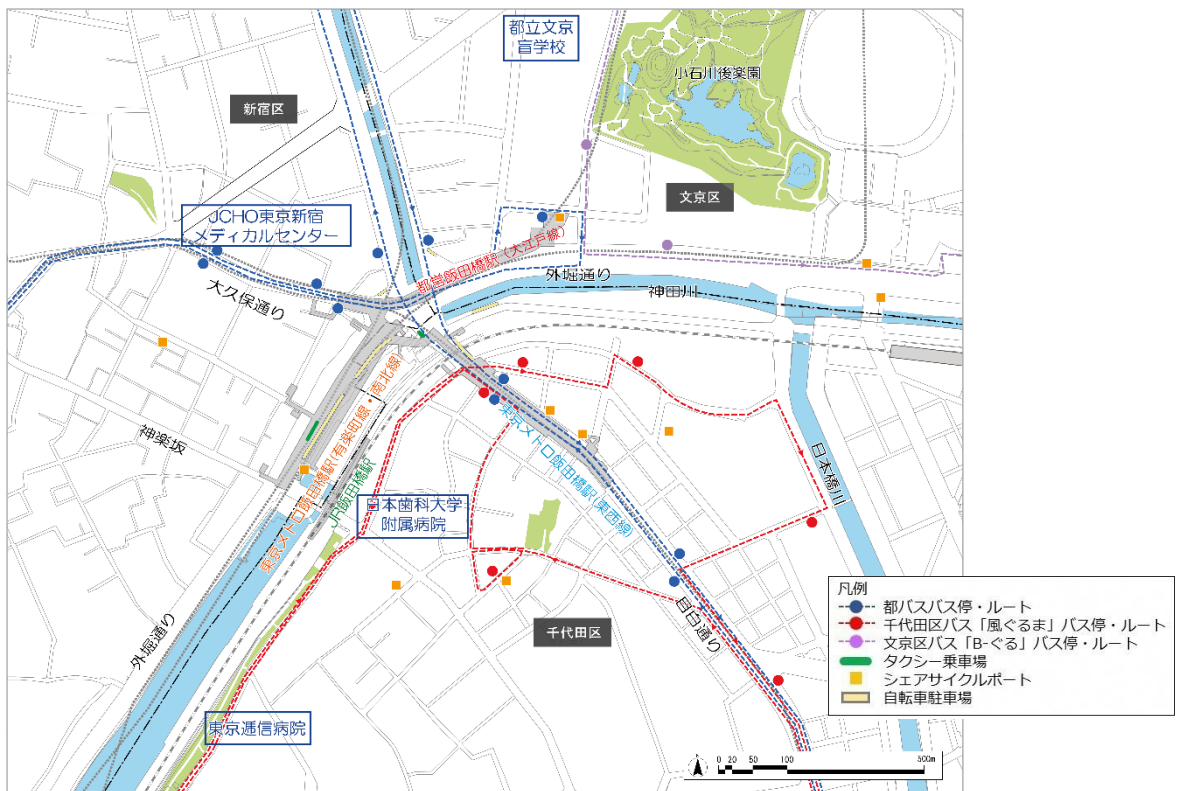 都立文京
盲学校
小石川後楽園
新宿区
文京区
JCHO東京新宿
メディカルセンター
都営飯田橋駅(大江戸線)
外堀通り
神田川
大久保通り
神楽坂
東京メトロ飯田橋駅(有楽町線・南北線)
JR飯田橋駅
東京メトロ飯田橋駅(東西線)
日本橋川
日本歯科大学
附属病院
外堀通り
千代田区
目白通り
東京逓信病院
凡例
都バスバス停・ルート
千代田区バス「風ぐるま」バス停・ルート
文京区バス「B-ぐる」バス停・ルート
タクシー乗車場
シェアサイクルポート
自転車駐車場
0 20 50 100 500m